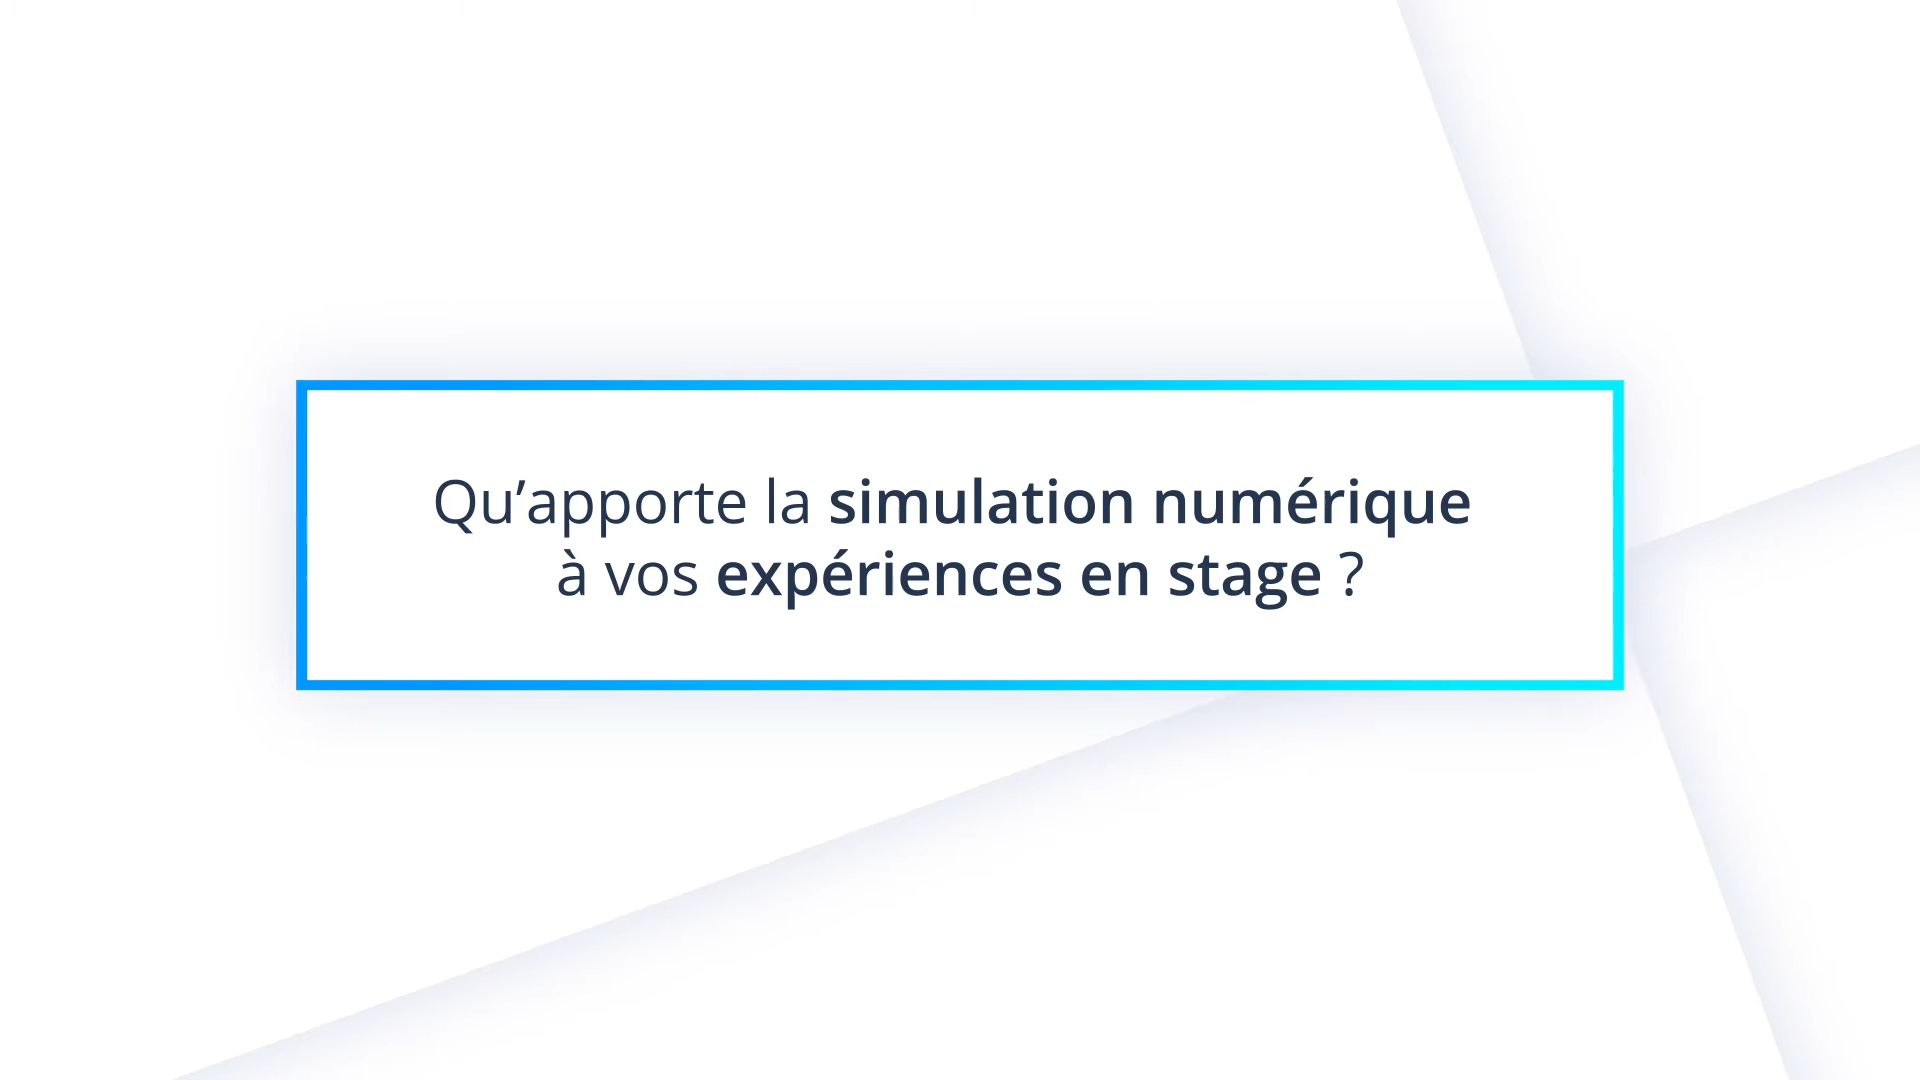 Qu’apporte la simulation numérique
à vos expériences en stage ?